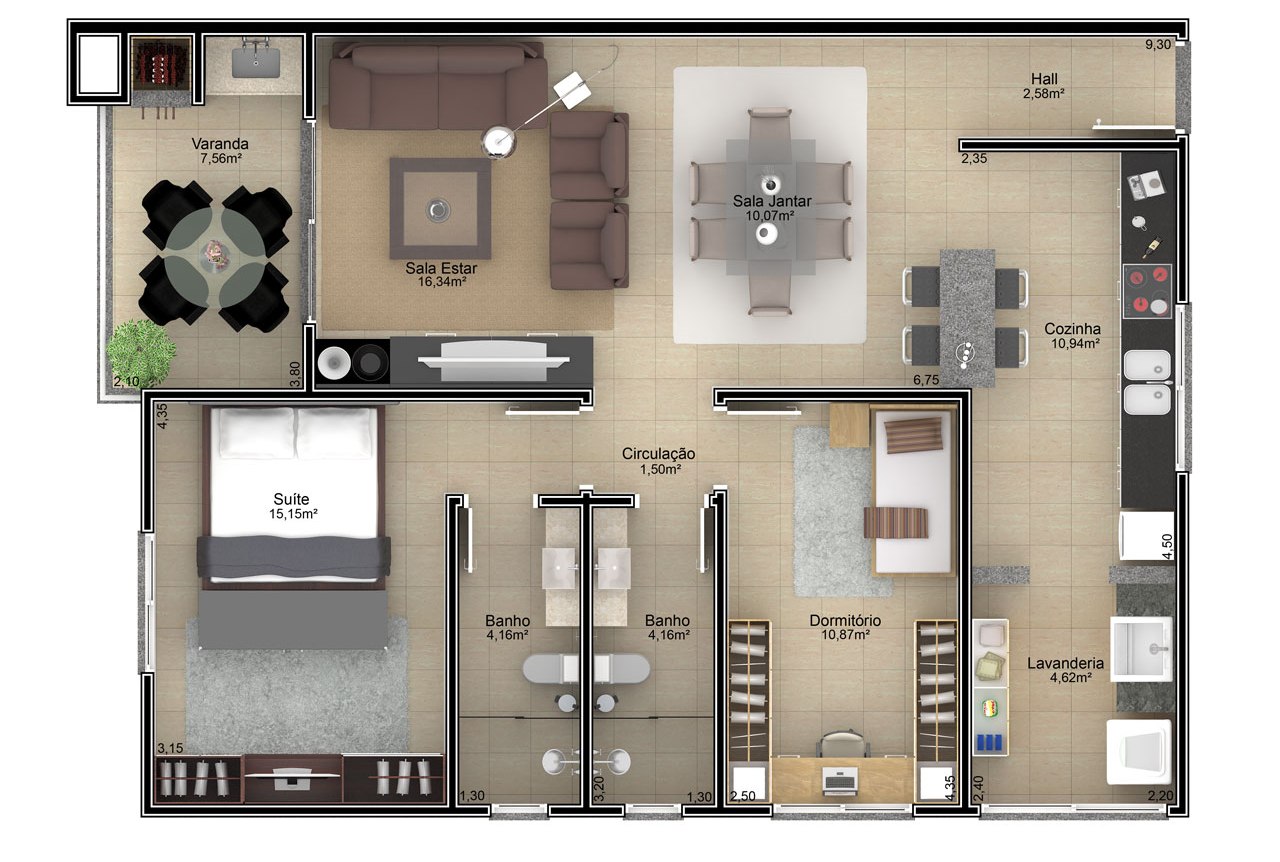 9,30
Hall
2,58m²
Varanda
7,56m²
2,35
Sala Jantar
10,07m²
Sala Estar
16,34m²
Cozinha
10,94m²
2,10
3,80
6,75
4,35
Circulação
1,50m²
Suíte
15,15m²
4,50
Banho
4,16m²
Banho
4,16m²
Dormitório
10,87m²
Lavanderia
4,62m²
3,15
1,30
3,20
1,30
2,50
4,35
2,40
2,20